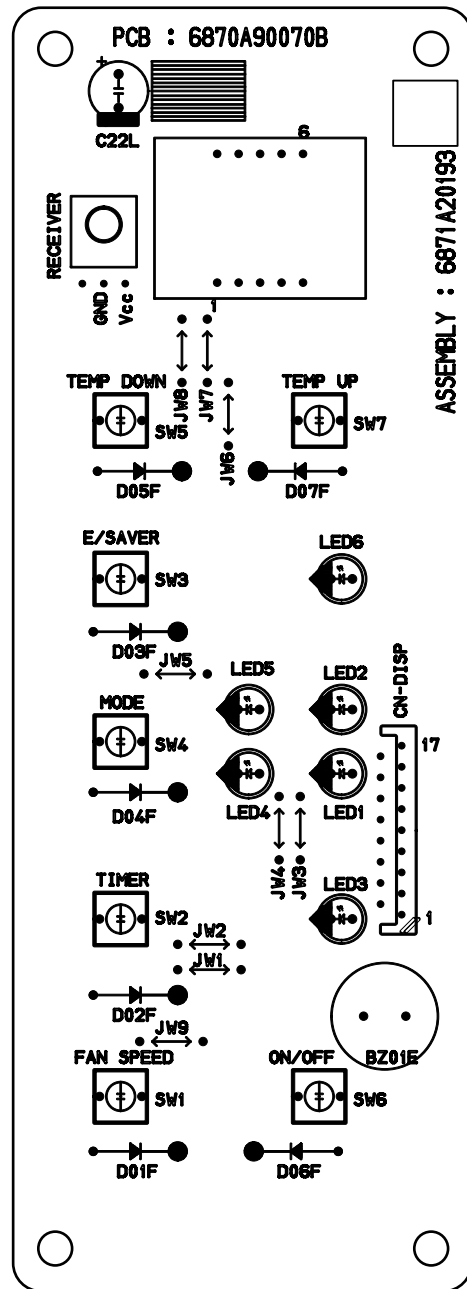 PCB : 6870A90070B
+
C22L
6
RECEIVER
GND
Vcc
1
ASSEMBLY : 6871A20193
TEMP DOWN
JW8
JW7
TEMP UP
SW5
SW7
JW6
D05F
D07F
E/SAVER
LED6
SW3
D03F
JW5
LED5
LED2
CN-DISP
MODE
SW4
17
D04F
LED4
LED1
JW4
JW3
TIMER
LED3
SW2
1
JW2
JW1
D02F
JW9
FAN SPEED
ON/OFF
BZ01E
SW1
SW6
D01F
D06F